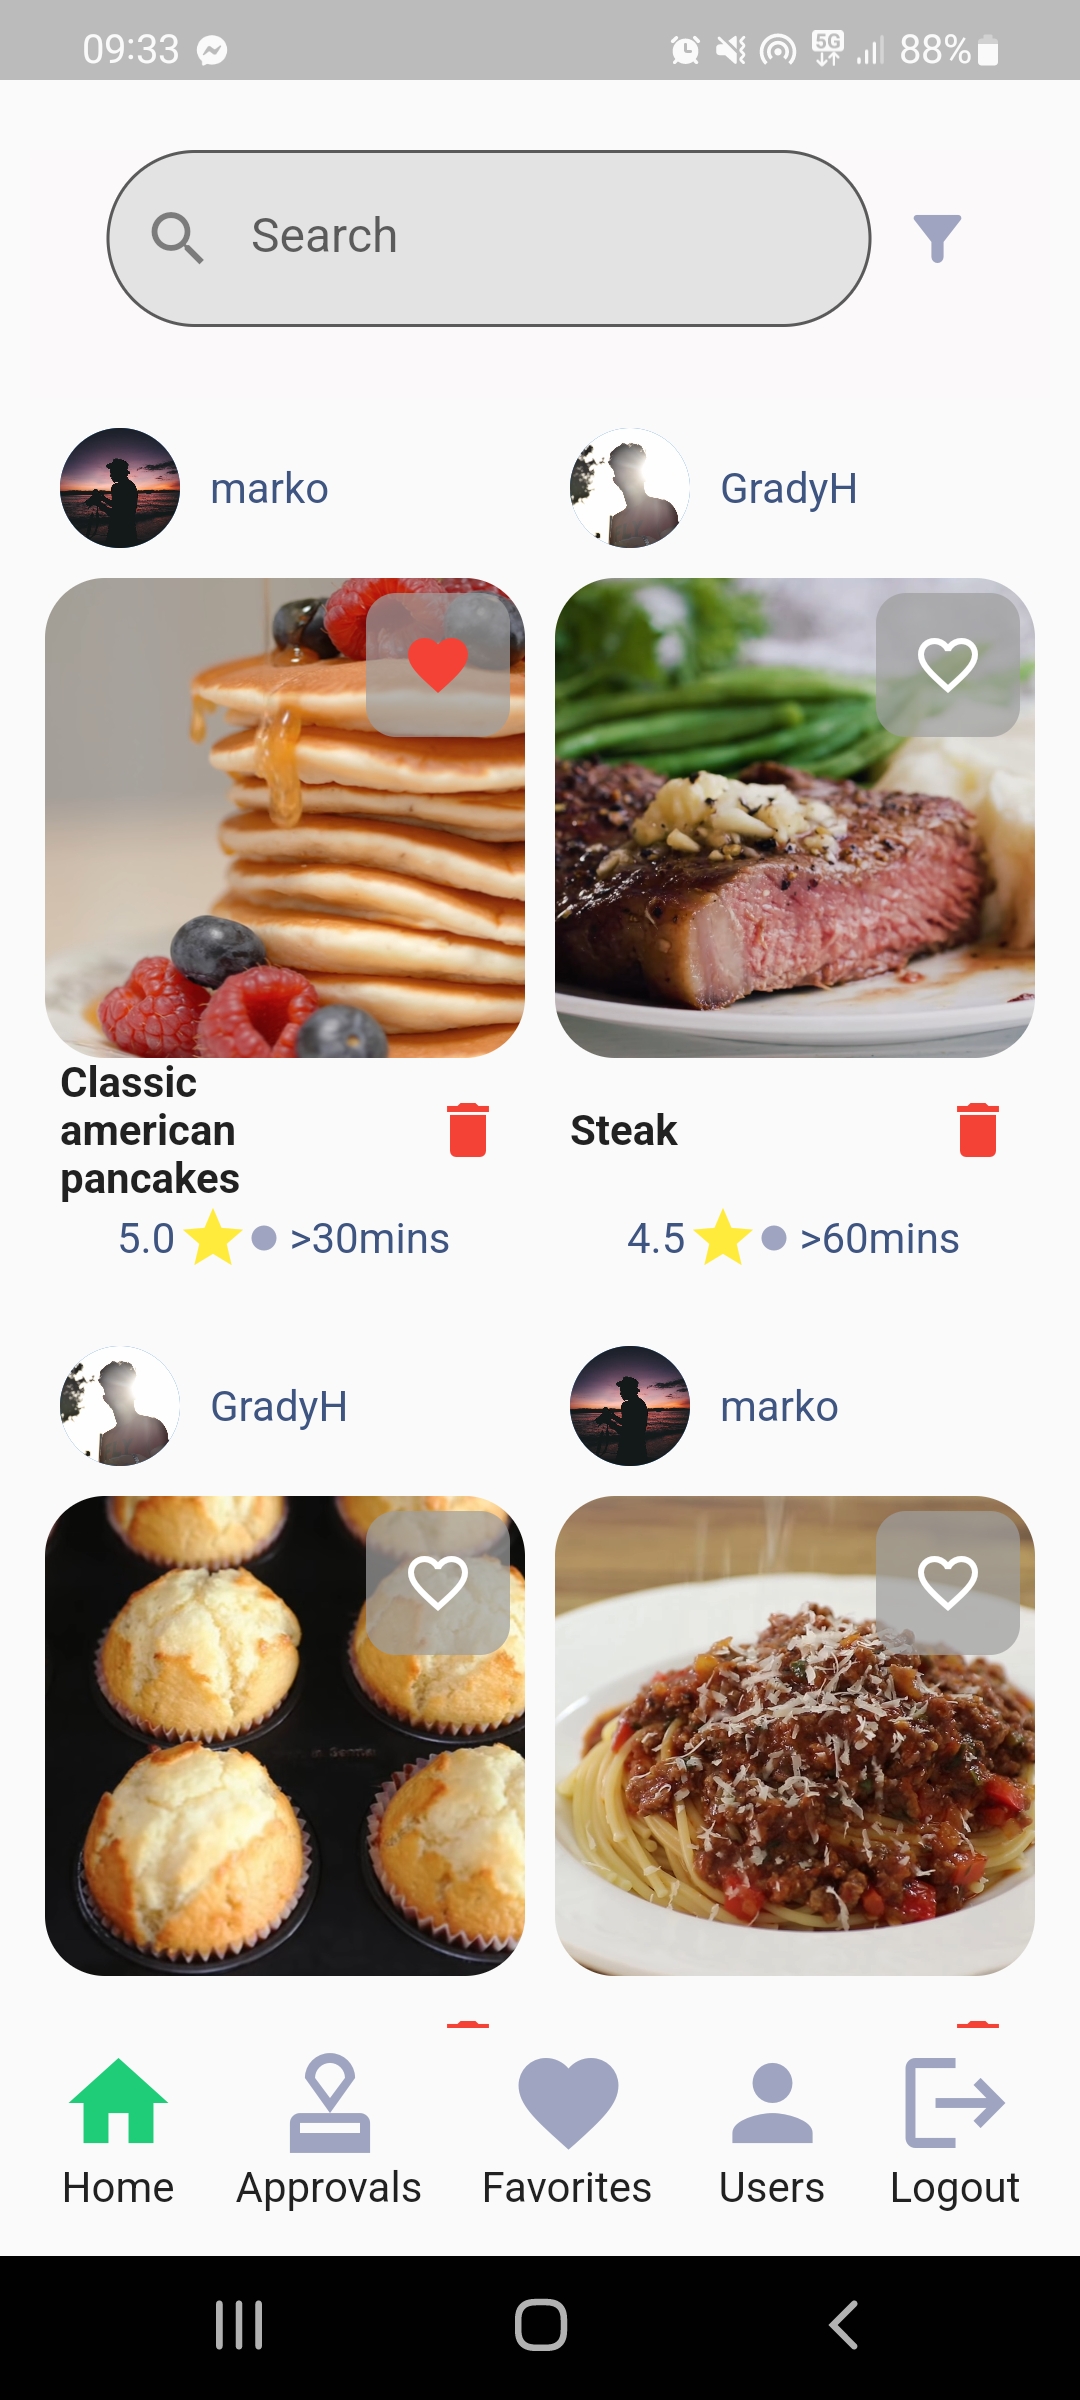 09:33
5G
88%
Search
marko
GradyH
Classic
american
pancakes
Steak
5.0
>30mins
4.5
>60mins
GradyH
marko
Home
Approvals
Favorites
Users
Logout